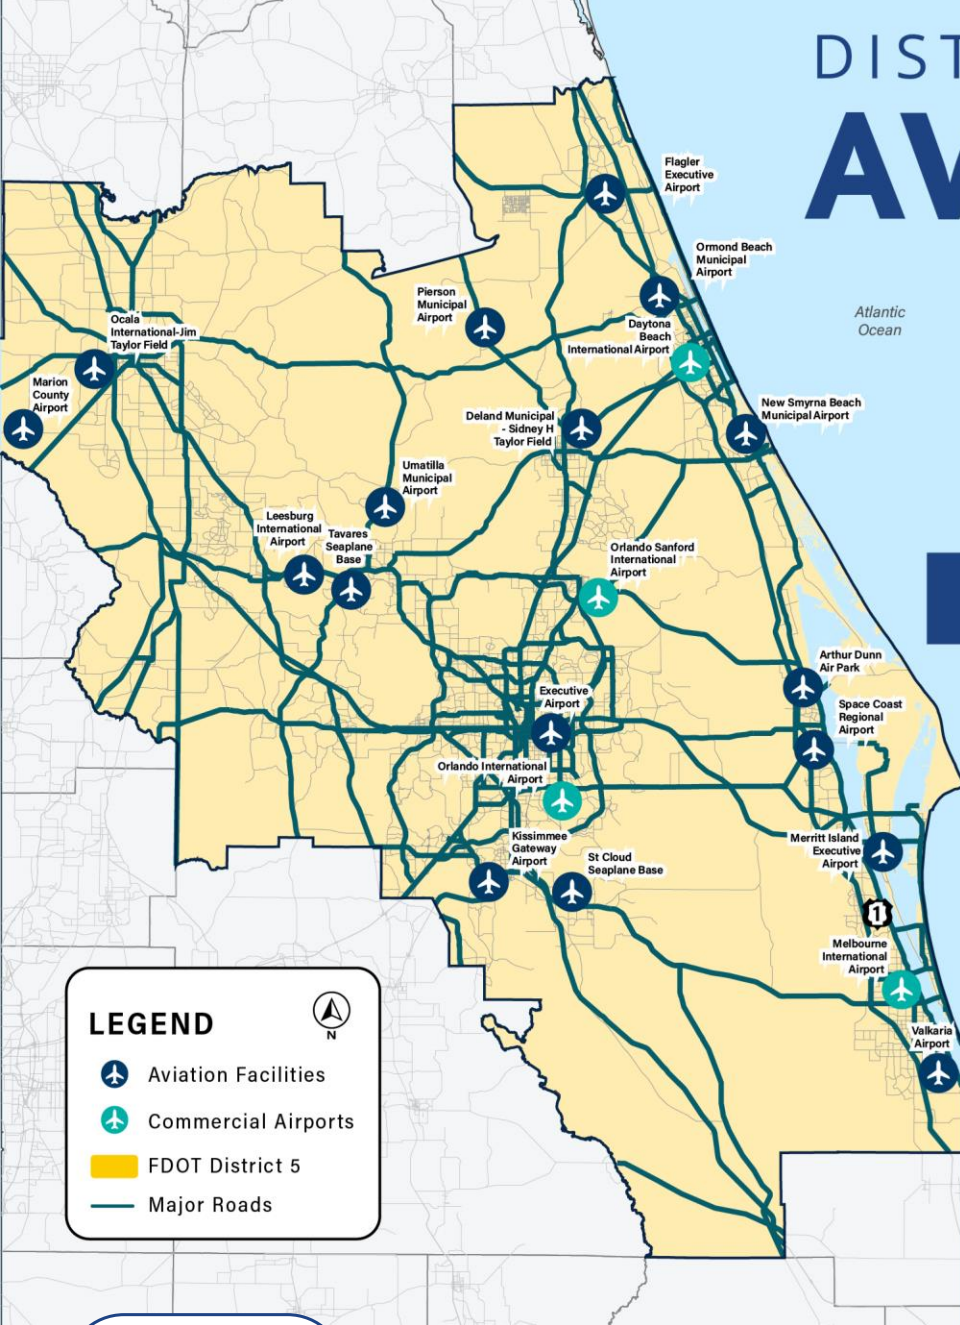 DIST
AV
Flagler
Executive
Airport
Ormond Beach
Municipal
Airport
Atlantic
Ocean
Pierson
Municipal
Airport
Ocala
International-Jim
Taylor Field
Daytona
Beach
International Airport
Marion
County
Airport
New Smyrna Beach
Municipal Airport
Deland Municipal
- Sidney H
Taylor Field
Umatilla
Municipal
Airport
Leesburg
International
Airport
Tavares
Seaplane
Base
Orlando Sanford
International
Airport
Arthur Dunn
Air Park
Executive
Airport
Space Coast
Regional
Airport
Orlando International
Airport
Kissimmee
Gateway
Airport
Merritt Island
Executive
Airport
St Cloud
Seaplane Base
1
Melbourne
International
Airport
Valkaria
Airport
LEGEND
N
Aviation Facilities
Commercial Airports
FDOT District 5
Major Roads